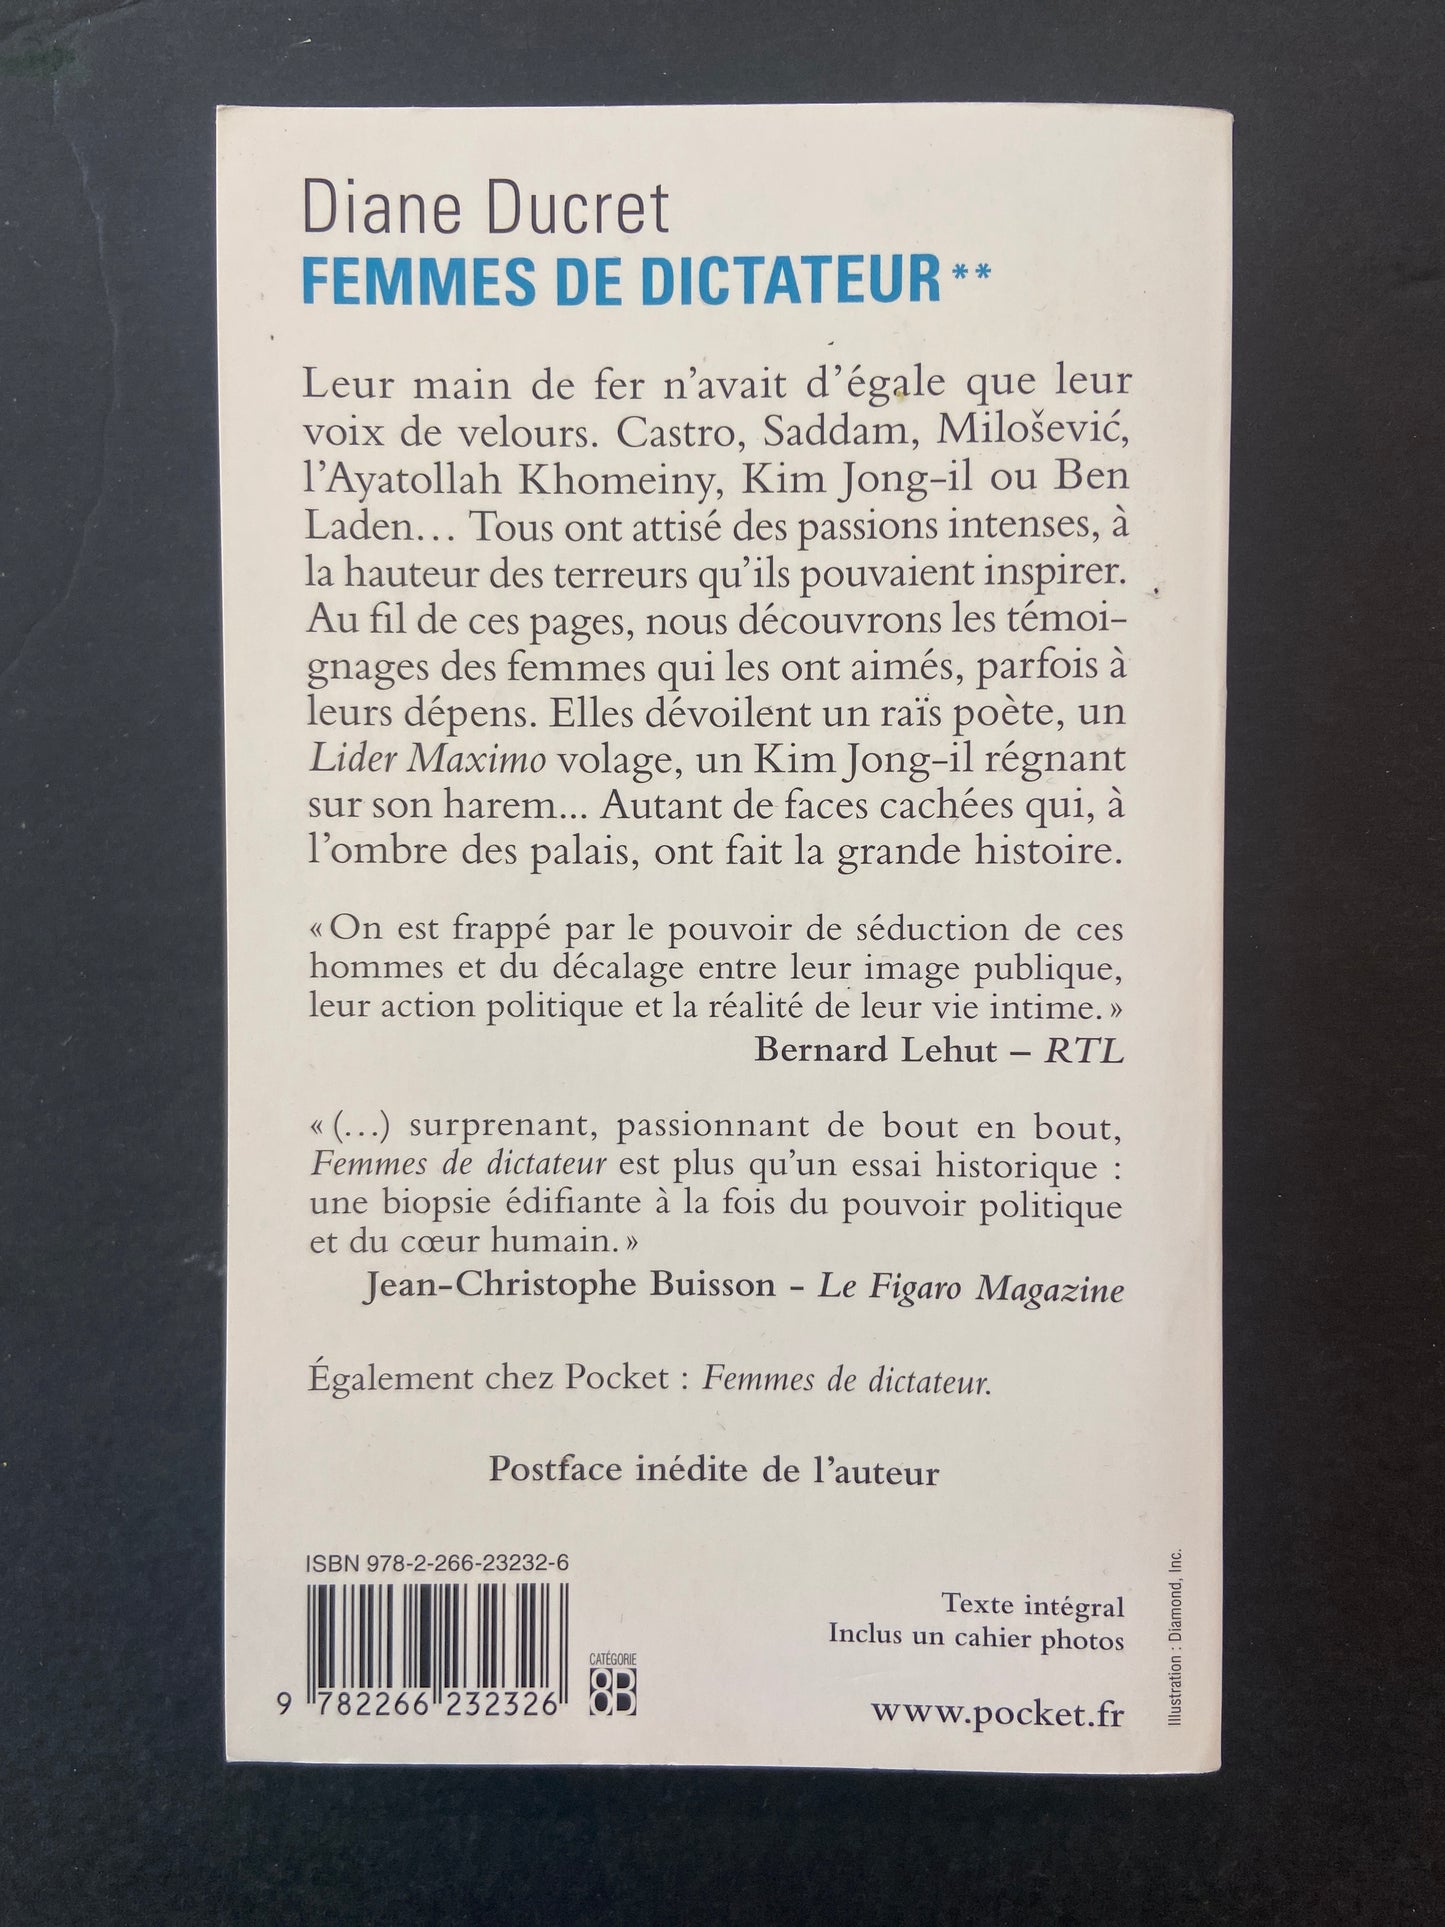 Diane Ducret
FEMMES DE DICTATEUR**
Leur main de fer n'avait d'égale que leur
voix de velours. Castro, Saddam, Milošević,
l'Ayatollah Khomeiny, Kim Jong-il ou Ben
Laden… Tous ont attisé des passions intenses, à
la hauteur des terreurs qu'ils pouvaient inspirer.
Au fil de ces pages, nous découvrons les témoi-
gnages des femmes qui les ont aimés, parfois à
leurs dépens. Elles dévoilent un raïs poète, un
Lider Maximo volage, un Kim Jong-il régnant
sur son harem... Autant de faces cachées qui, à
l'ombre des palais, ont fait la grande histoire.
« On est frappé par le pouvoir de séduction de ces
hommes et du décalage entre leur image publique,
leur action politique et la réalité de leur vie intime. »
Bernard Lehut – RTL
« (…) surprenant, passionnant de bout en bout,
Femmes de dictateur est plus qu'un essai historique :
une biopsie édifiante à la fois du pouvoir politique
et du cœur humain. »
Jean-Christophe Buisson - Le Figaro Magazine
Également chez Pocket : Femmes de dictateur.
Postface inédite de l'auteur
ISBN 978-2-266-23232-6
9 782266 232326
CATÉGORIE
8B
Texte intégral
Inclus un cahier photos
www.pocket.fr
Illustration : Diamond, Inc.